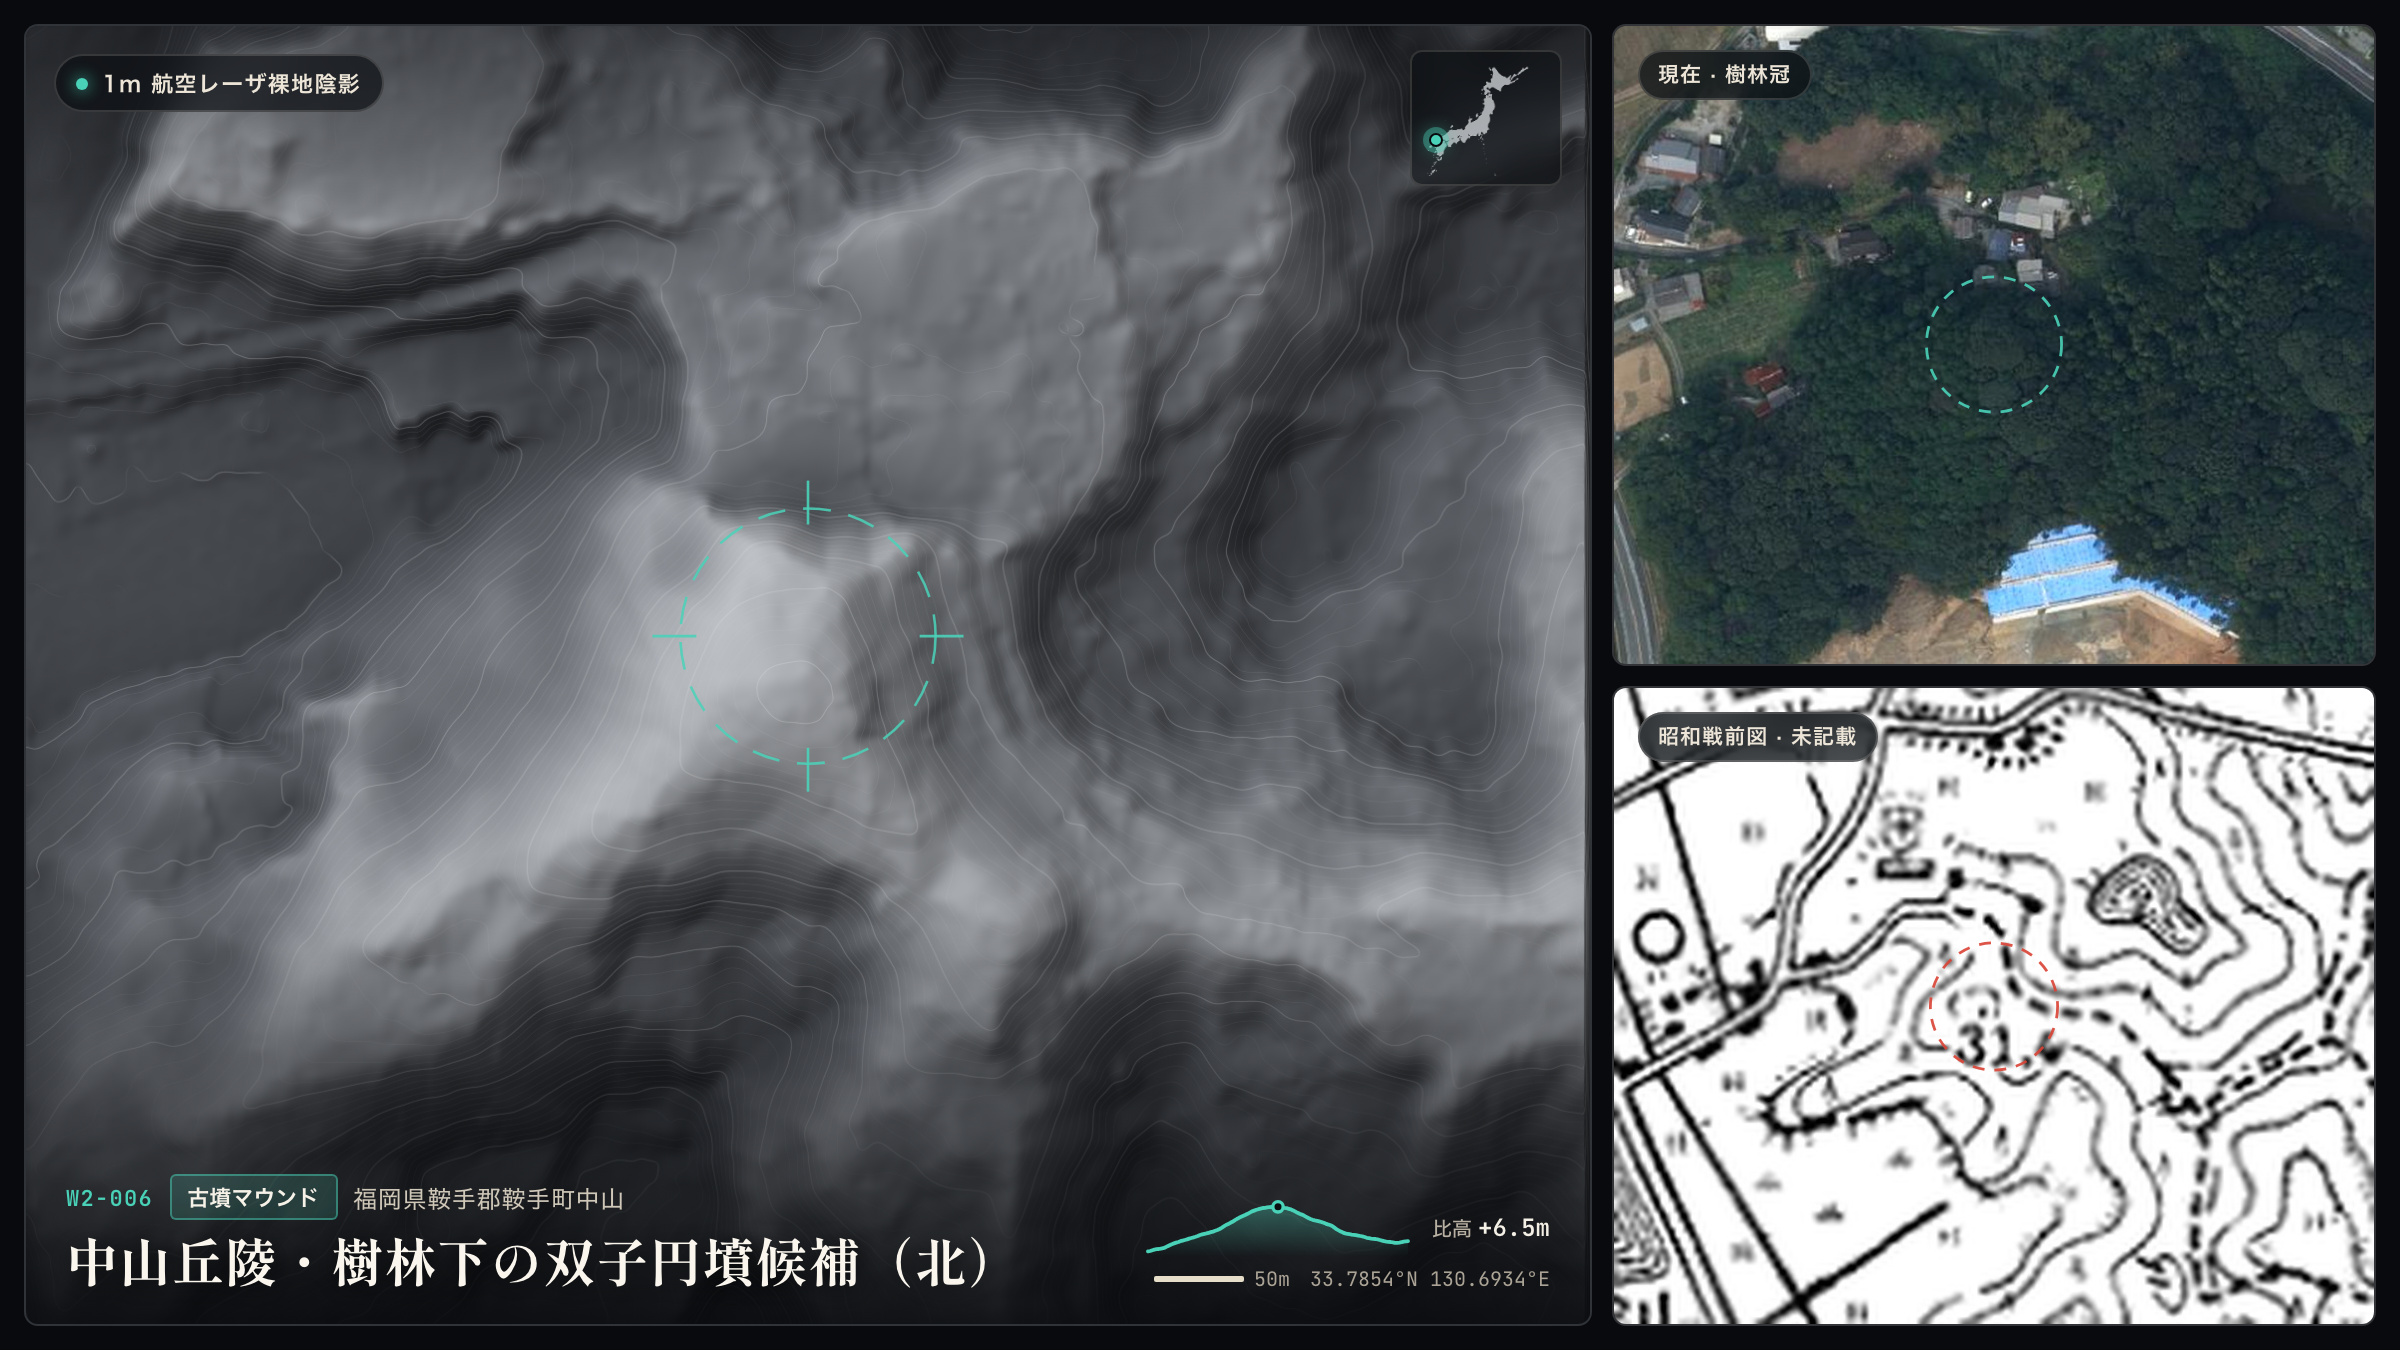 1m 航空レーザ裸地陰影
W2-006 古墳マウンド 福岡県鞍手郡鞍手町中山
中山丘陵・樹林下の双子円墳候補（北）
比高 +6.5m
50m 33.7854°N 130.6934°E
現在・樹林冠
昭和戦前図・未記載
31